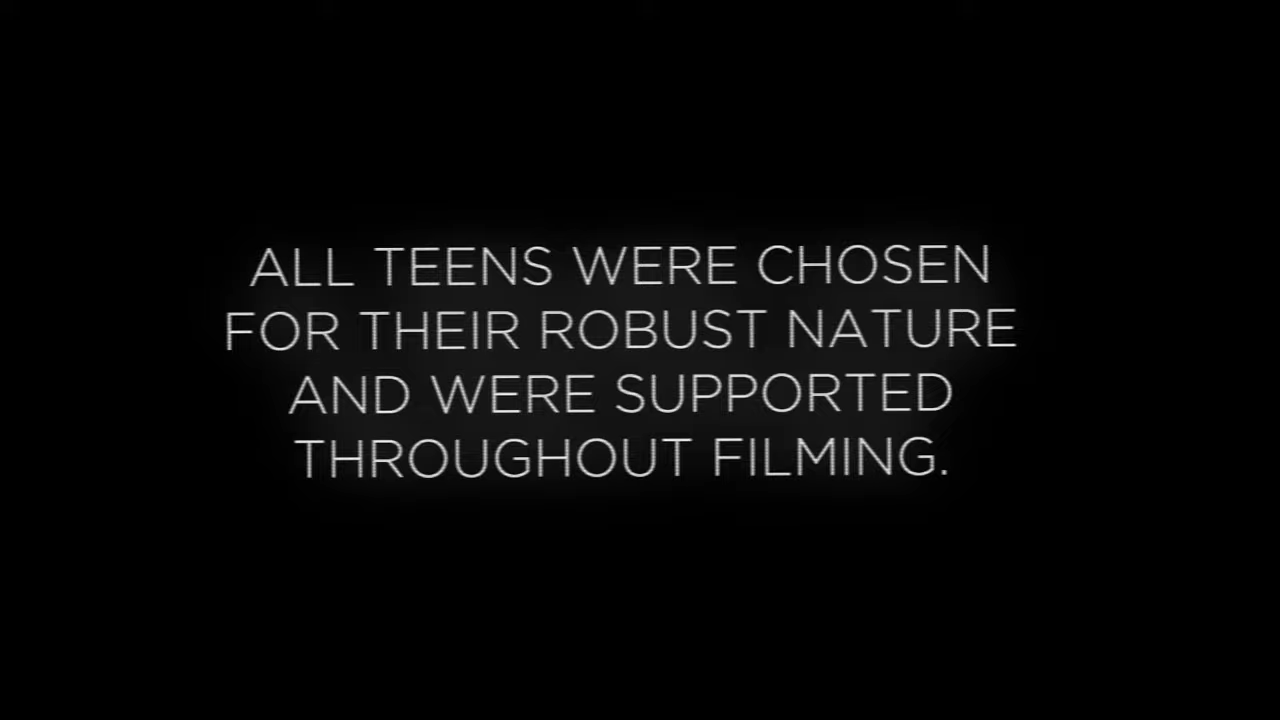 ALL TEENS WERE CHOSEN
FOR THEIR ROBUST NATURE
AND WERE SUPPORTED
THROUGHOUT FILMING.